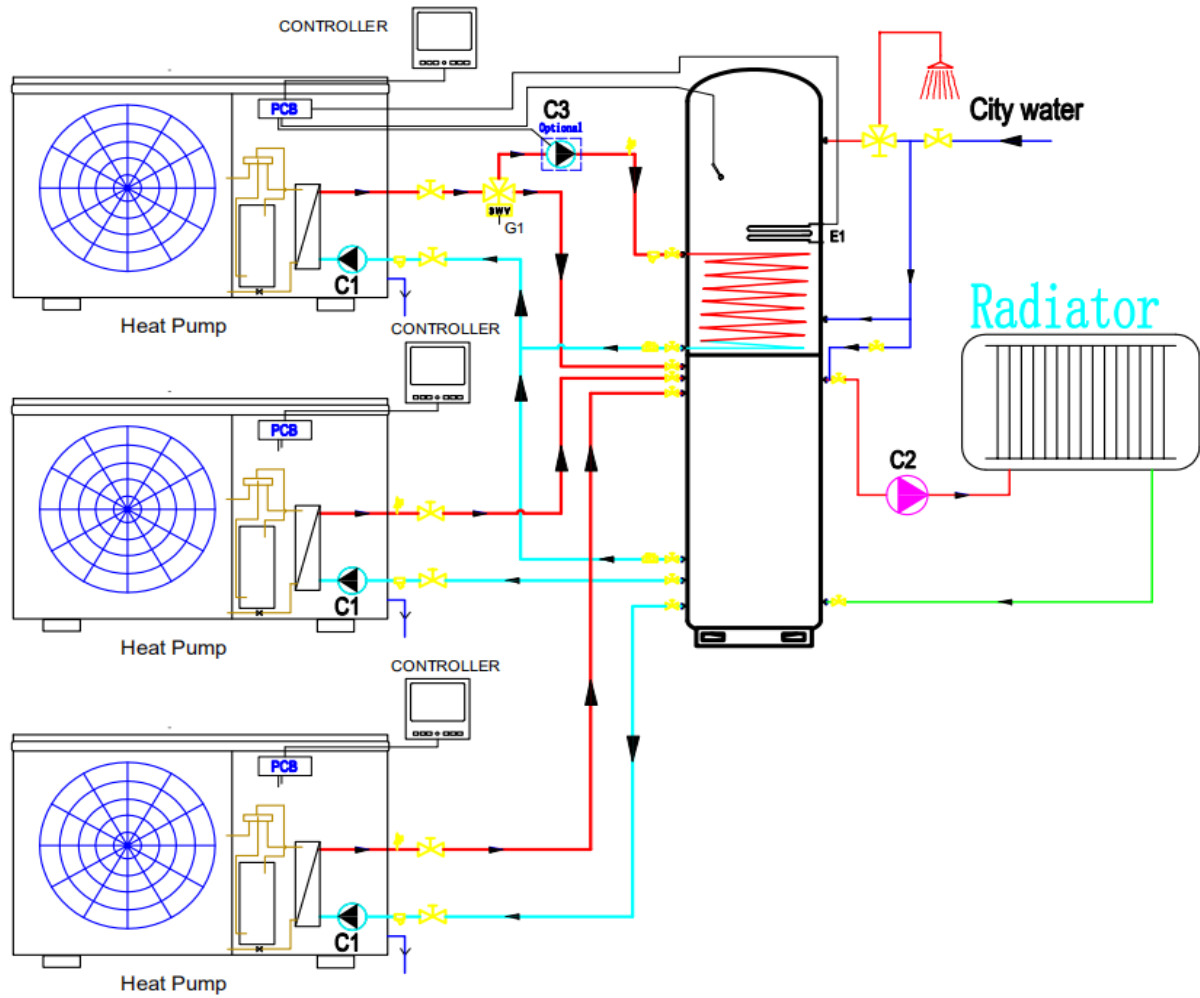 CONTROLLER
PCB
C3
Optional
City water
3WV
G1
E1
C1
Heat Pump
CONTROLLER
Radiator
PCB
C2
C1
Heat Pump
CONTROLLER
PCB
C1
Heat Pump